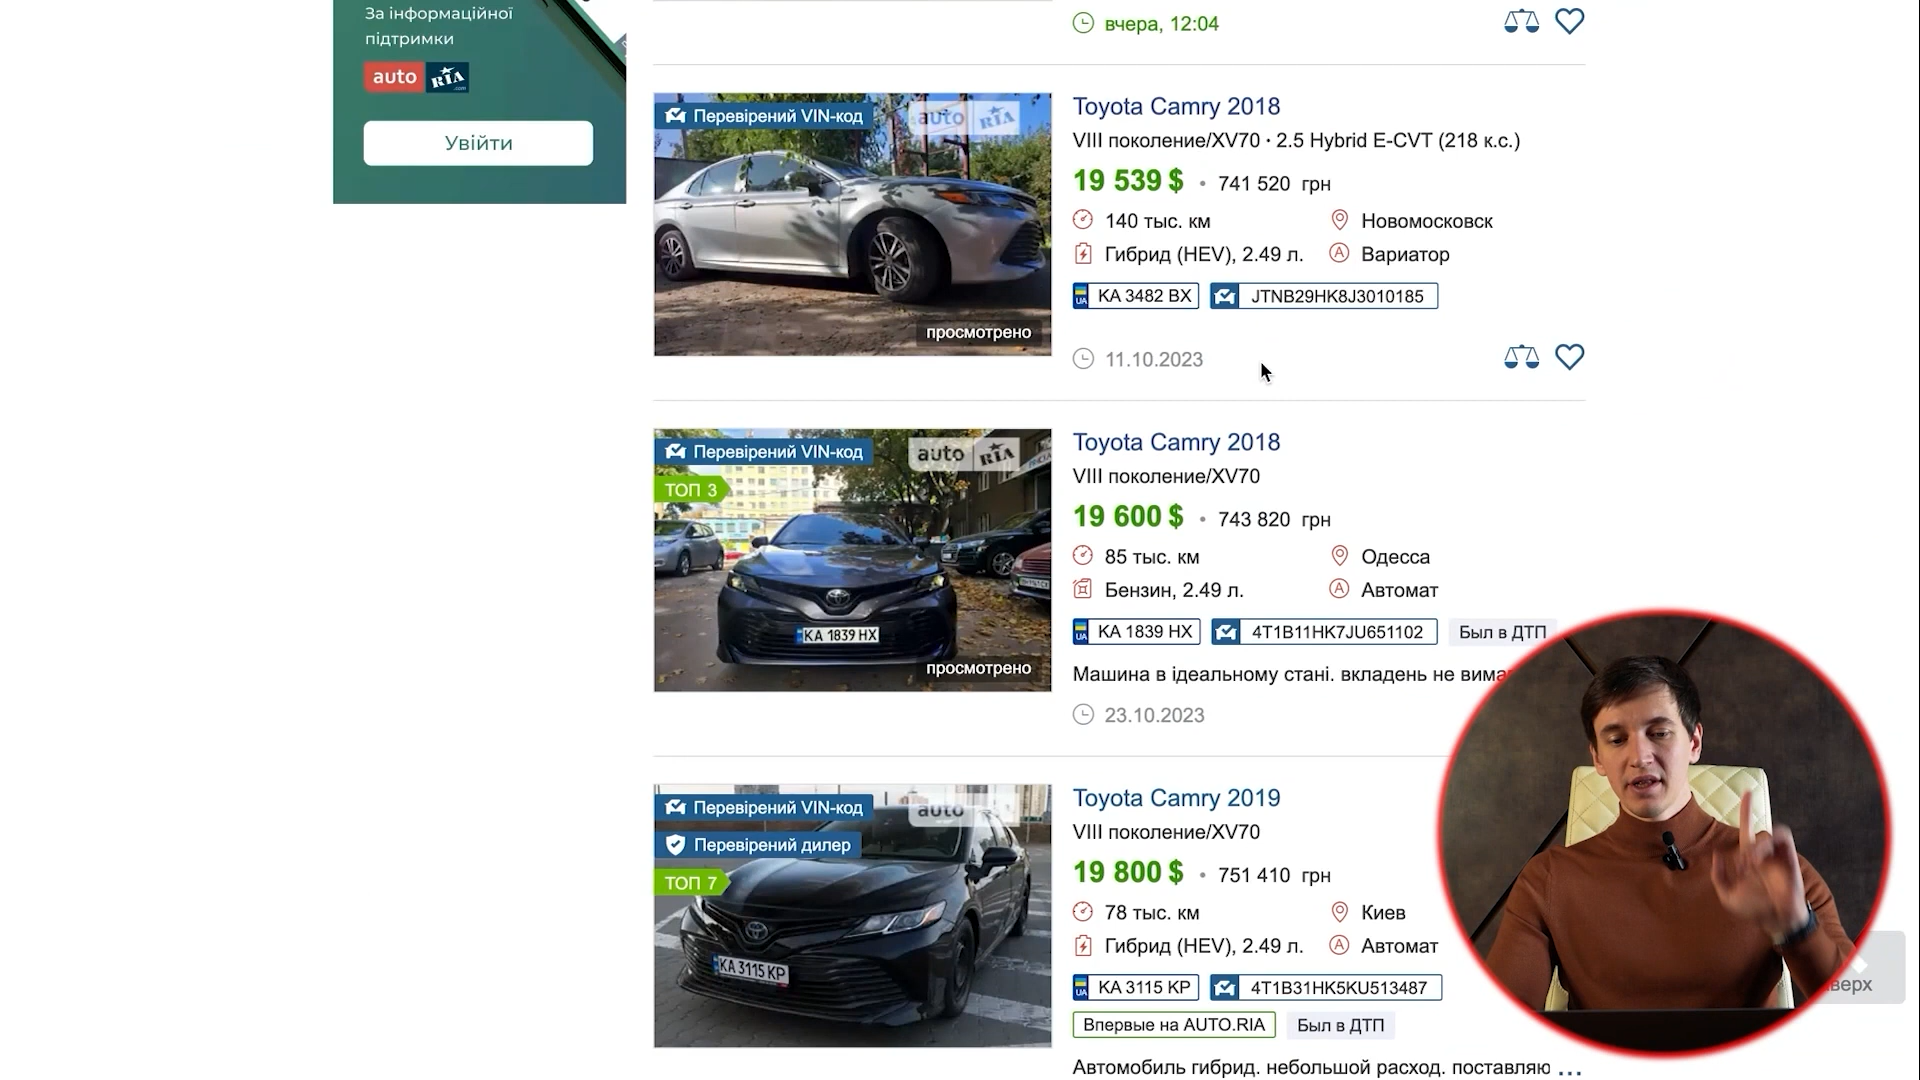 За інформаційної
підтримки
auto RIA .com
Увійти
вчера, 12:04
Перевірений VIN-код
auto RIA
просмотрено
Toyota Camry 2018
VIII поколение/XV70 · 2.5 Hybrid E-CVT (218 к.с.)
19 539 $ • 741 520 грн
140 тыс. км
Новомосковск
Гибрид (HEV), 2.49 л.
Вариатор
UA KA 3482 BX
JTNB29HK8J3010185
11.10.2023
Перевірений VIN-код
auto RIA
ТОП 3
KA 1839 HX
просмотрено
Toyota Camry 2018
VIII поколение/XV70
19 600 $ • 743 820 грн
85 тыс. км
Одесса
Бензин, 2.49 л.
Автомат
UA KA 1839 HX
4T1B11HK7JU651102
Был в ДТП
Машина в ідеальному стані. вкладень не
23.10.2023
Перевірений VIN-код
auto
Перевірений дилер
ТОП 7
KA 3115 KP
Toyota Camry 2019
VIII поколение/XV70
19 800 $ • 751 410 грн
78 тыс. км
Киев
Гибрид (HEV), 2.49 л.
Автомат
UA KA 3115 KP
4T1B31HK5KU513487
Впервые на AUTO.RIA
Был в ДТП
Автомобиль гибрид. небольшой расход. поставляю ...